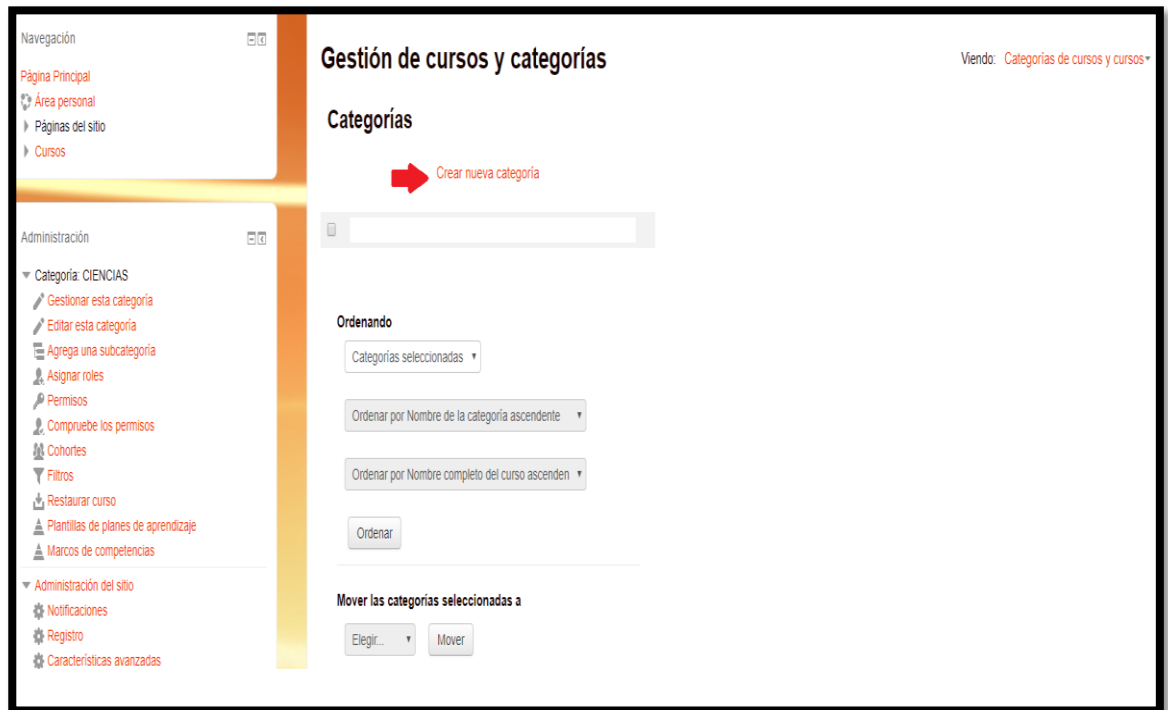 Navegación
Página Principal
Área personal
Páginas del sitio
Cursos
Administración
Categoría: CIENCIAS
Gestionar esta categoría
Editar esta categoría
Agrega una subcategoría
Asignar roles
Permisos
Compruebe los permisos
Cohortes
Filtros
Restaurar curso
Plantillas de planes de aprendizaje
Marcos de competencias
Administración del sitio
Notificaciones
Registro
Características avanzadas
Gestión de cursos y categorías
Viendo: Categorías de cursos y cursos
Categorías
Crear nueva categoría
Ordenando
Categorías seleccionadas
Ordenar por Nombre de la categoría ascendente
Ordenar por Nombre completo del curso ascenden
Ordenar
Mover las categorías seleccionadas a
Elegir... Mover